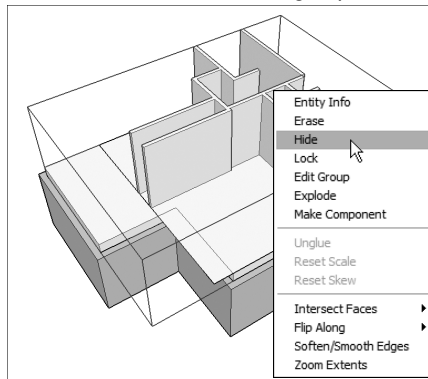 Entity Info
Erase
Hide
Lock
Edit Group
Explode
Make Component
Unglue
Reset Scale
Reset Skew
Intersect Faces
Flip Along
Soften/Smooth Edges
Zoom Extents